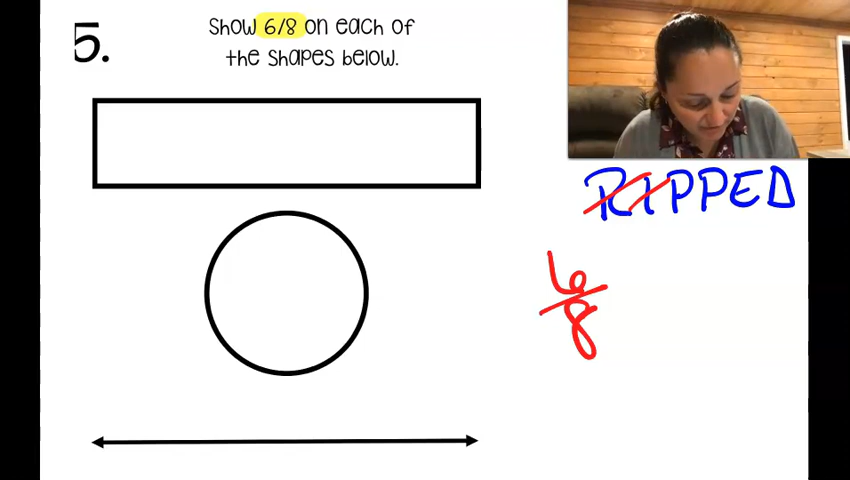 5.
Show 6/8 on each of
the shapes below.
RIPPED
6/8